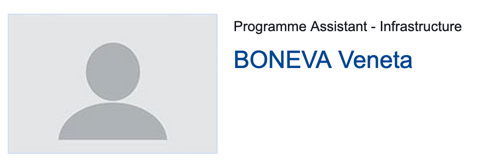 Programme Assistant - Infrastructure
BONEVA Veneta